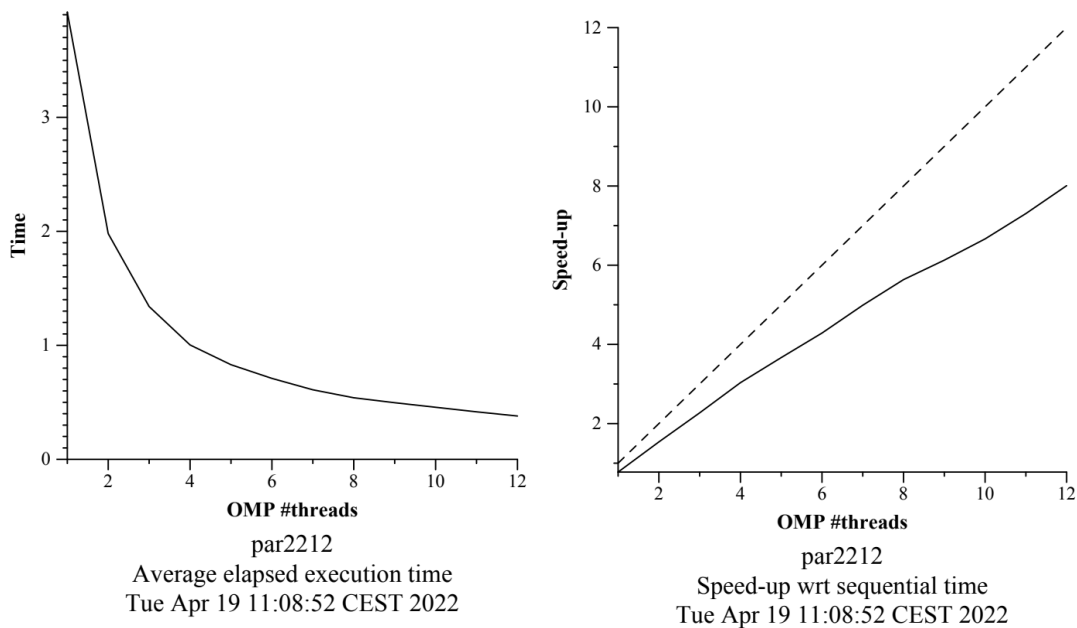 3
2
1
0
Time
2
4
6
8
10
12
OMP #threads
par2212
Average elapsed execution time
Tue Apr 19 11:08:52 CEST 2022
12
10
8
6
4
2
Speed-up
2
4
6
8
10
12
OMP #threads
par2212
Speed-up wrt sequential time
Tue Apr 19 11:08:52 CEST 2022